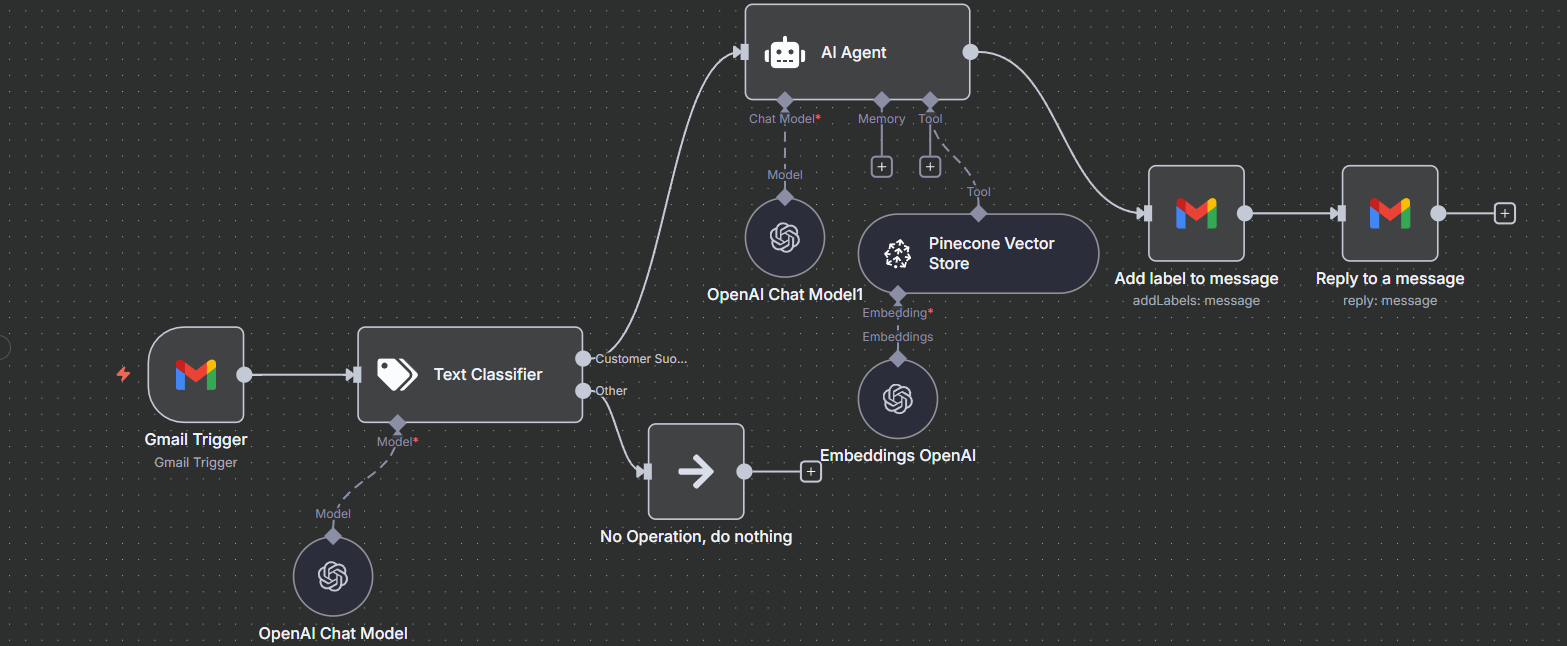 AI Agent
Chat Model*
Memory
Tool
Model
Tool
Pinecone Vector
Store
OpenAI Chat Model1
Embedding*
Embeddings
Embeddings OpenAI
Add label to message
addLabels: message
Reply to a message
reply: message
Gmail Trigger
Gmail Trigger
Text Classifier
Customer Suo...
Other
Model*
No Operation, do nothing
Model
OpenAI Chat Model